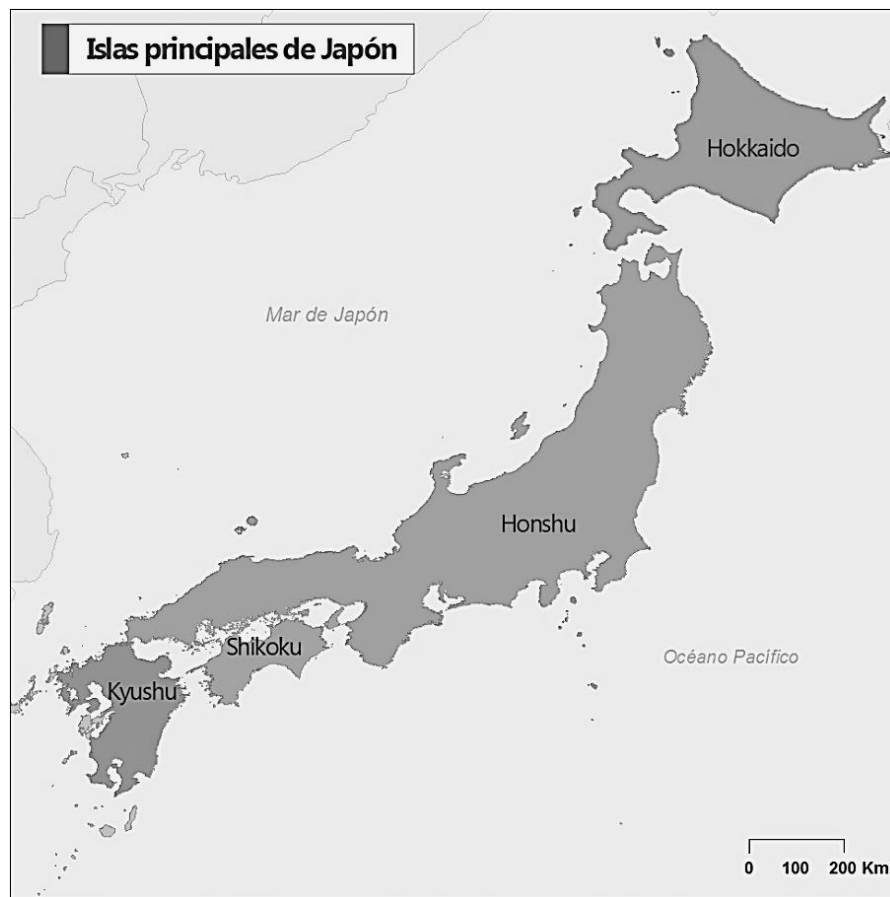 Islas principales de Japón
Hokkaido
Mar de Japón
Honshu
Shikoku
Océano Pacífico
Kyushu
0 100 200 Km